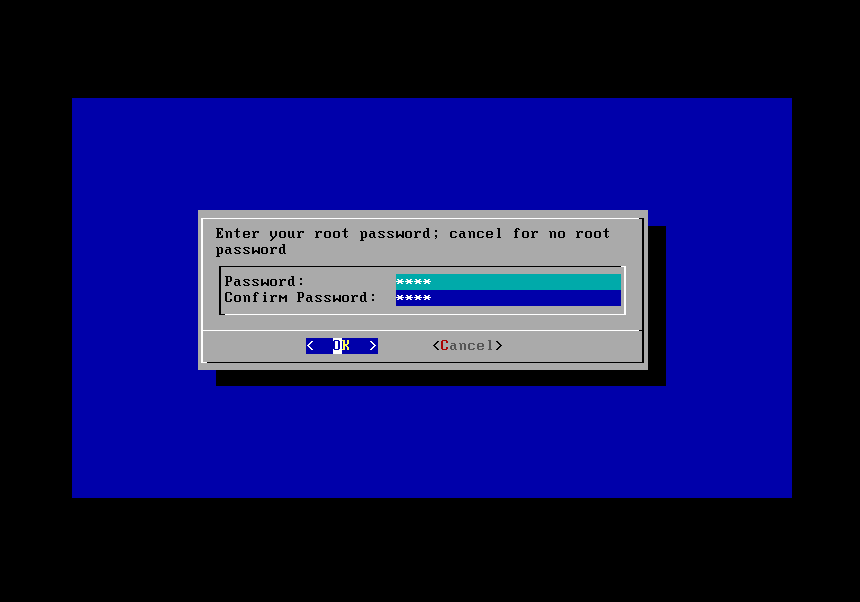 Enter your root password; cancel for no root
password
Password: ****
Confirm Password: ****
< OK > <Cancel>